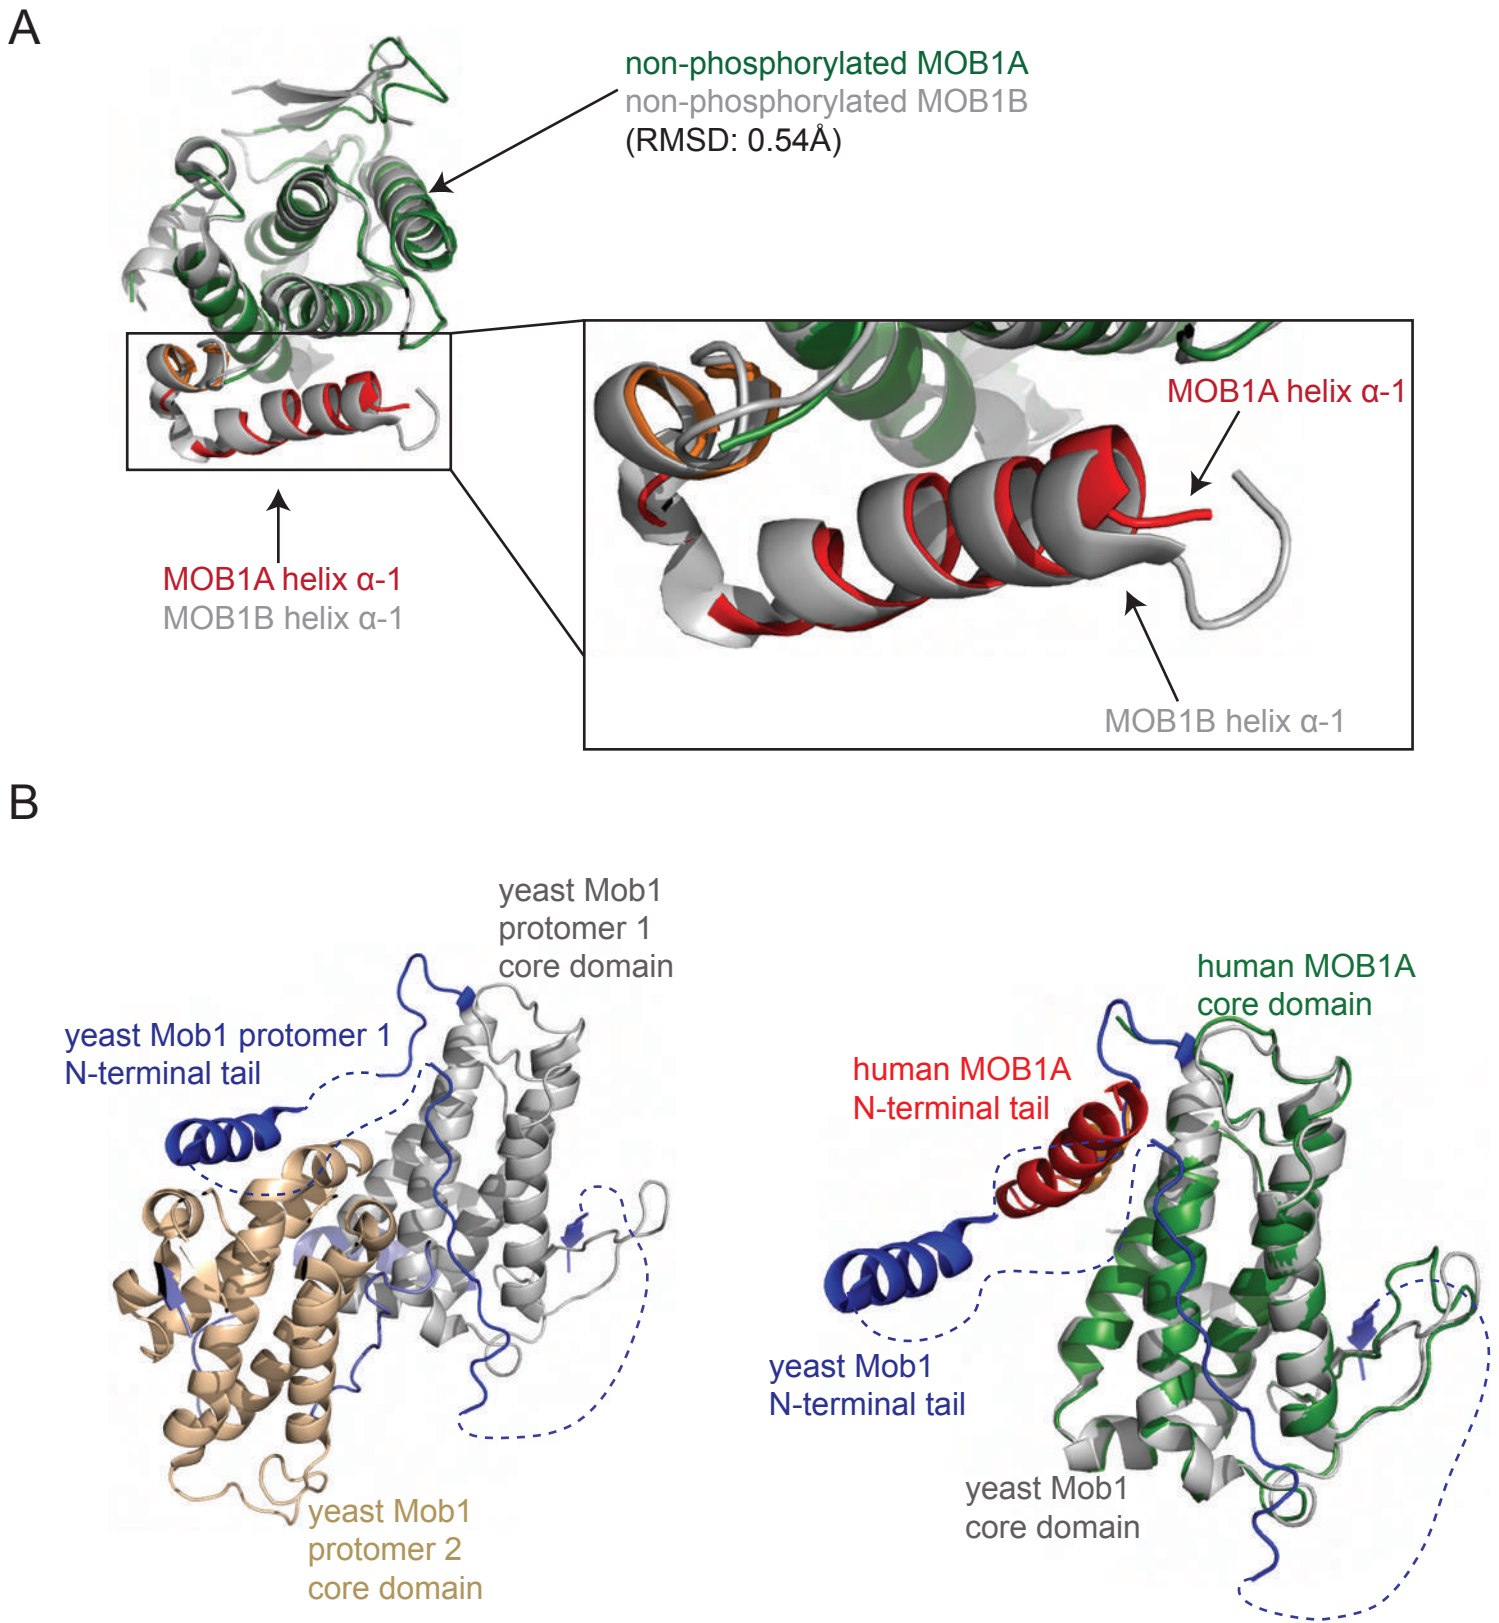 A
non-phosphorylated MOB1A
non-phosphorylated MOB1B
(RMSD: 0.54Å)
MOB1A helix α-1
MOB1B helix α-1
MOB1A helix α-1
MOB1B helix α-1
B
yeast Mob1
protomer 1
core domain
yeast Mob1 protomer 1
N-terminal tail
yeast Mob1
protomer 2
core domain
human MOB1A
core domain
human MOB1A
N-terminal tail
yeast Mob1
N-terminal tail
yeast Mob1
core domain